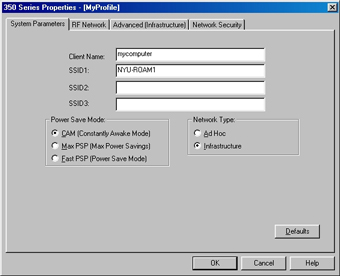 350 Series Properties - [MyProfile]
System Parameters RF Network Advanced (Infrastructure) Network Security
Client Name: mycomputer
SSID1: NYU-ROAM1
SSID2:
SSID3:
Power Save Mode: Network Type:
CAM (Constantly Awake Mode) Ad Hoc
Max PSP (Max Power Savings) Infrastructure
Fast PSP (Power Save Mode)
Defaults
OK Cancel Help